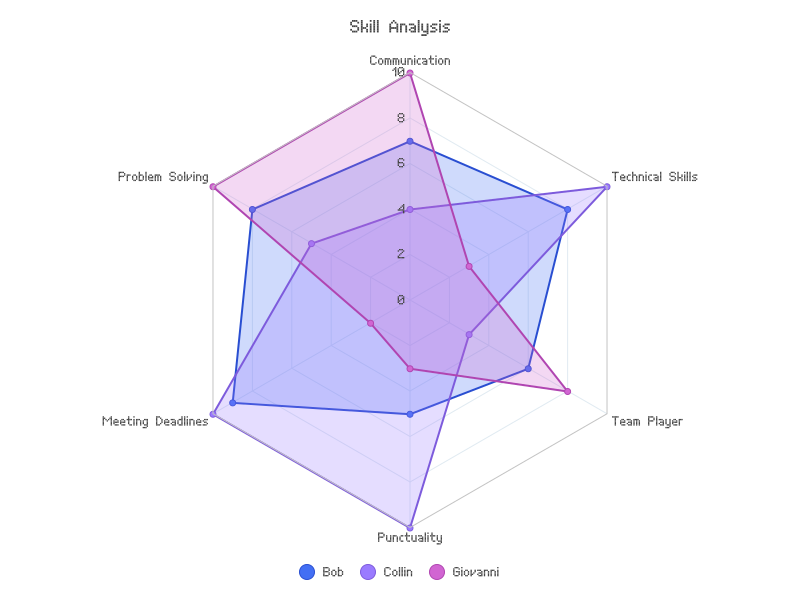 Skill Analysis
Communication
10
8
6
4
2
0
Problem Solving
Technical Skills
Meeting Deadlines
Team Player
Punctuality
Bob
Collin
Giovanni